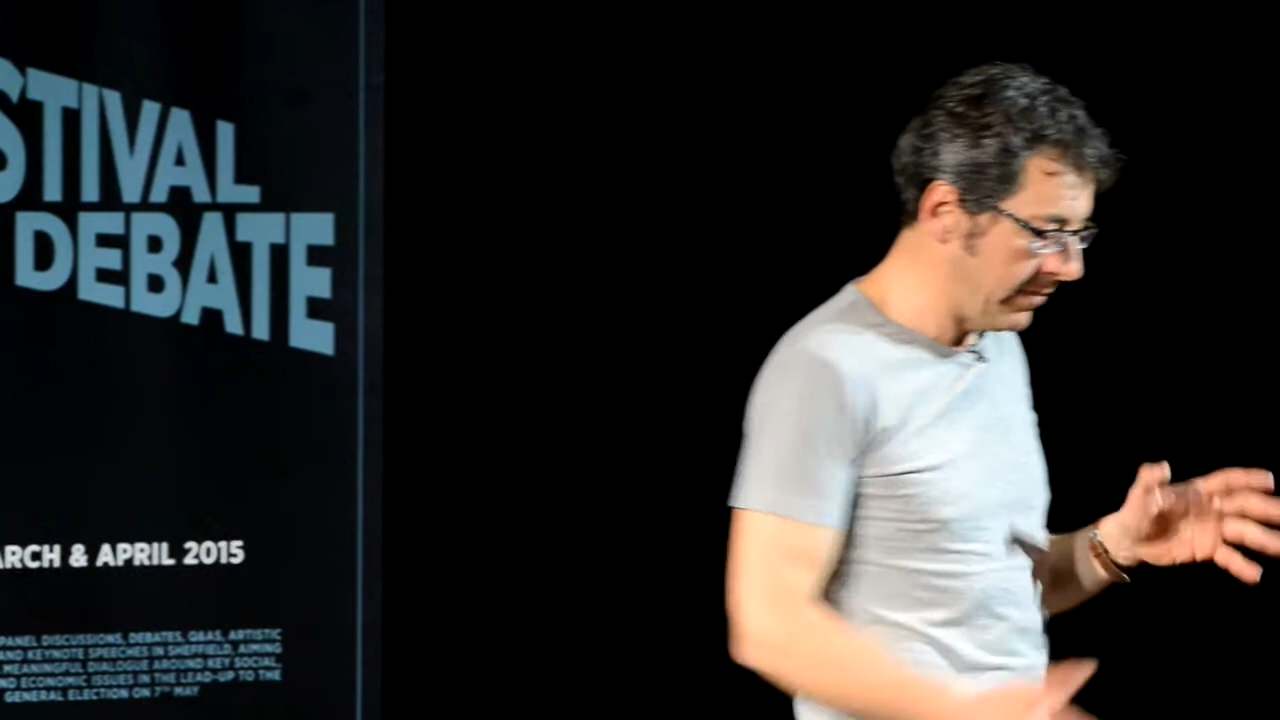 STIVAL
DEBATE
ARCH & APRIL 2015
PANEL DISCUSSIONS, DEBATES, Q&AS, ARTISTIC
AND KEYNOTE SPEECHES IN SHEFFIELD, AIMING
MEANINGFUL DIALOGUE AROUND KEY SOCIAL,
ND ECONOMIC ISSUES IN THE LEAD-UP TO THE
GENERAL ELECTION ON 7TH MAY